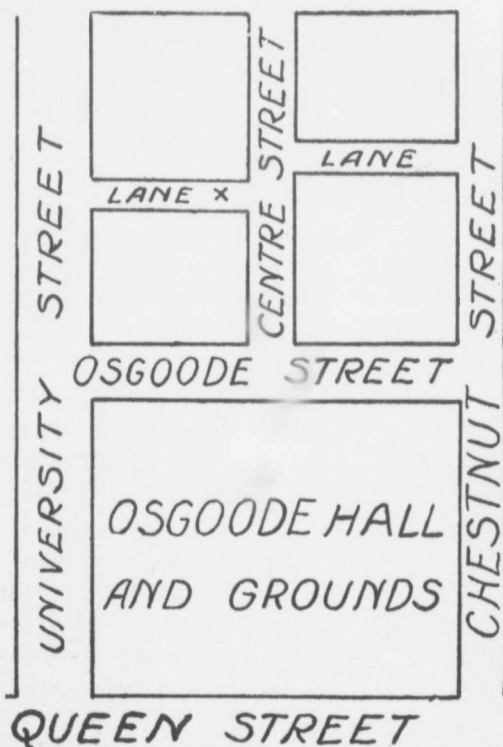 UNIVERSITY STREET
CENTRE STREET
CHESTNUT STREET
LANE X
LANE
OSGOODE STREET
OSGOODE HALL
AND GROUNDS
QUEEN STREET